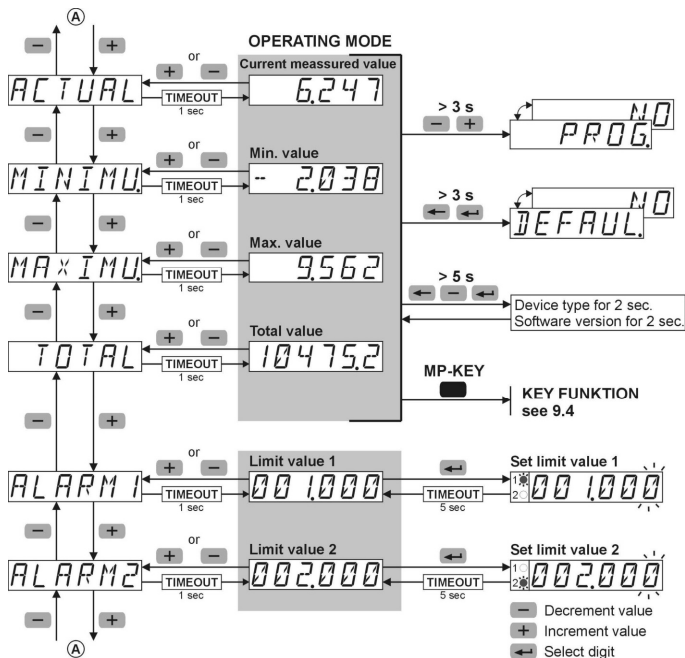 A
− + or OPERATING MODE
ACTUAL + − Current meassured value 6.247
TIMEOUT
1 sec
> 3 s
− + NO
PROG.
− + or
MINIMU. + − Min. value - 2.038
TIMEOUT
1 sec
> 3 s
← ↵ NO
DEFAUL.
− + or
MAXIMU. + − Max. value 9.562
TIMEOUT
1 sec
> 5 s
← − ↵ Device type for 2 sec.
Software version for 2 sec.
− + or
TOTAL + − Total value 10475.2
TIMEOUT
1 sec
MP-KEY
KEY FUNKTION
see 9.4
− + or
ALARM1 + − Limit value 1 001.000 ↵ Set limit value 1
1 2 001.000
TIMEOUT TIMEOUT
1 sec 5 sec
− + or
ALARM2 + − Limit value 2 002.000 ↵ Set limit value 2
1 2 002.000
TIMEOUT TIMEOUT
1 sec 5 sec
− + − Decrement value
+ Increment value
A ↵ Select digit